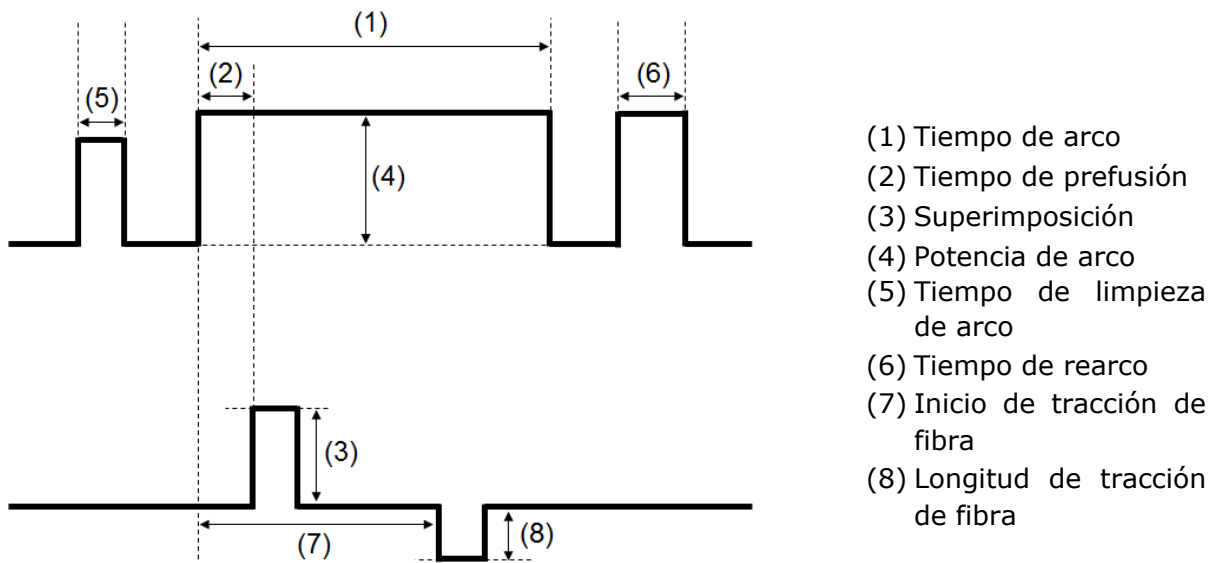 (1)
(2)
(6)
(5)
(4)
(3)
(7)
(8)
(1) Tiempo de arco
(2) Tiempo de prefusión
(3) Superimposición
(4) Potencia de arco
(5) Tiempo de limpieza
de arco
(6) Tiempo de rearco
(7) Inicio de tracción de
fibra
(8) Longitud de tracción
de fibra